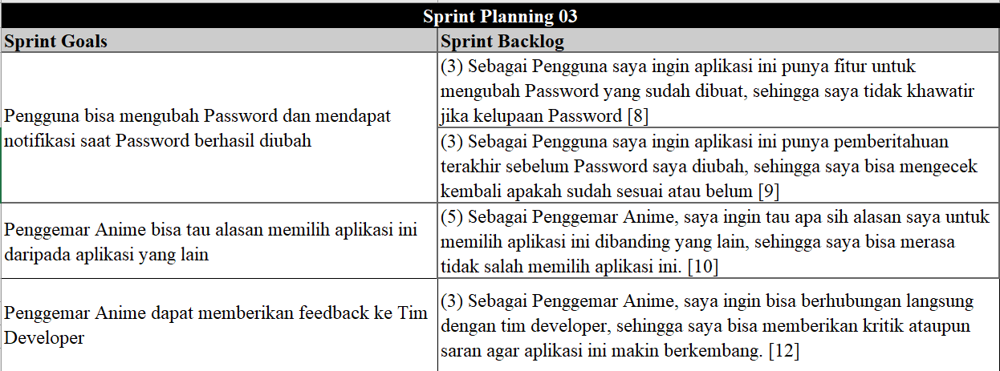 Sprint Planning 03
Sprint Goals
Sprint Backlog
Pengguna bisa mengubah Password dan mendapat
notifikasi saat Password berhasil diubah
(3) Sebagai Pengguna saya ingin aplikasi ini punya fitur untuk
mengubah Password yang sudah dibuat, sehingga saya tidak khawatir
jika kelupaan Password [8]
(3) Sebagai Pengguna saya ingin aplikasi ini punya pemberitahuan
terakhir sebelum Password saya diubah, sehingga saya bisa mengecek
kembali apakah sudah sesuai atau belum [9]
Penggemar Anime bisa tau alasan memilih aplikasi ini
daripada aplikasi yang lain
(5) Sebagai Penggemar Anime, saya ingin tau apa sih alasan saya untuk
memilih aplikasi ini dibanding yang lain, sehingga saya bisa merasa
tidak salah memilih aplikasi ini. [10]
Penggemar Anime dapat memberikan feedback ke Tim
Developer
(3) Sebagai Penggemar Anime, saya ingin bisa berhubungan langsung
dengan tim developer, sehingga saya bisa memberikan kritik ataupun
saran agar aplikasi ini makin berkembang. [12]